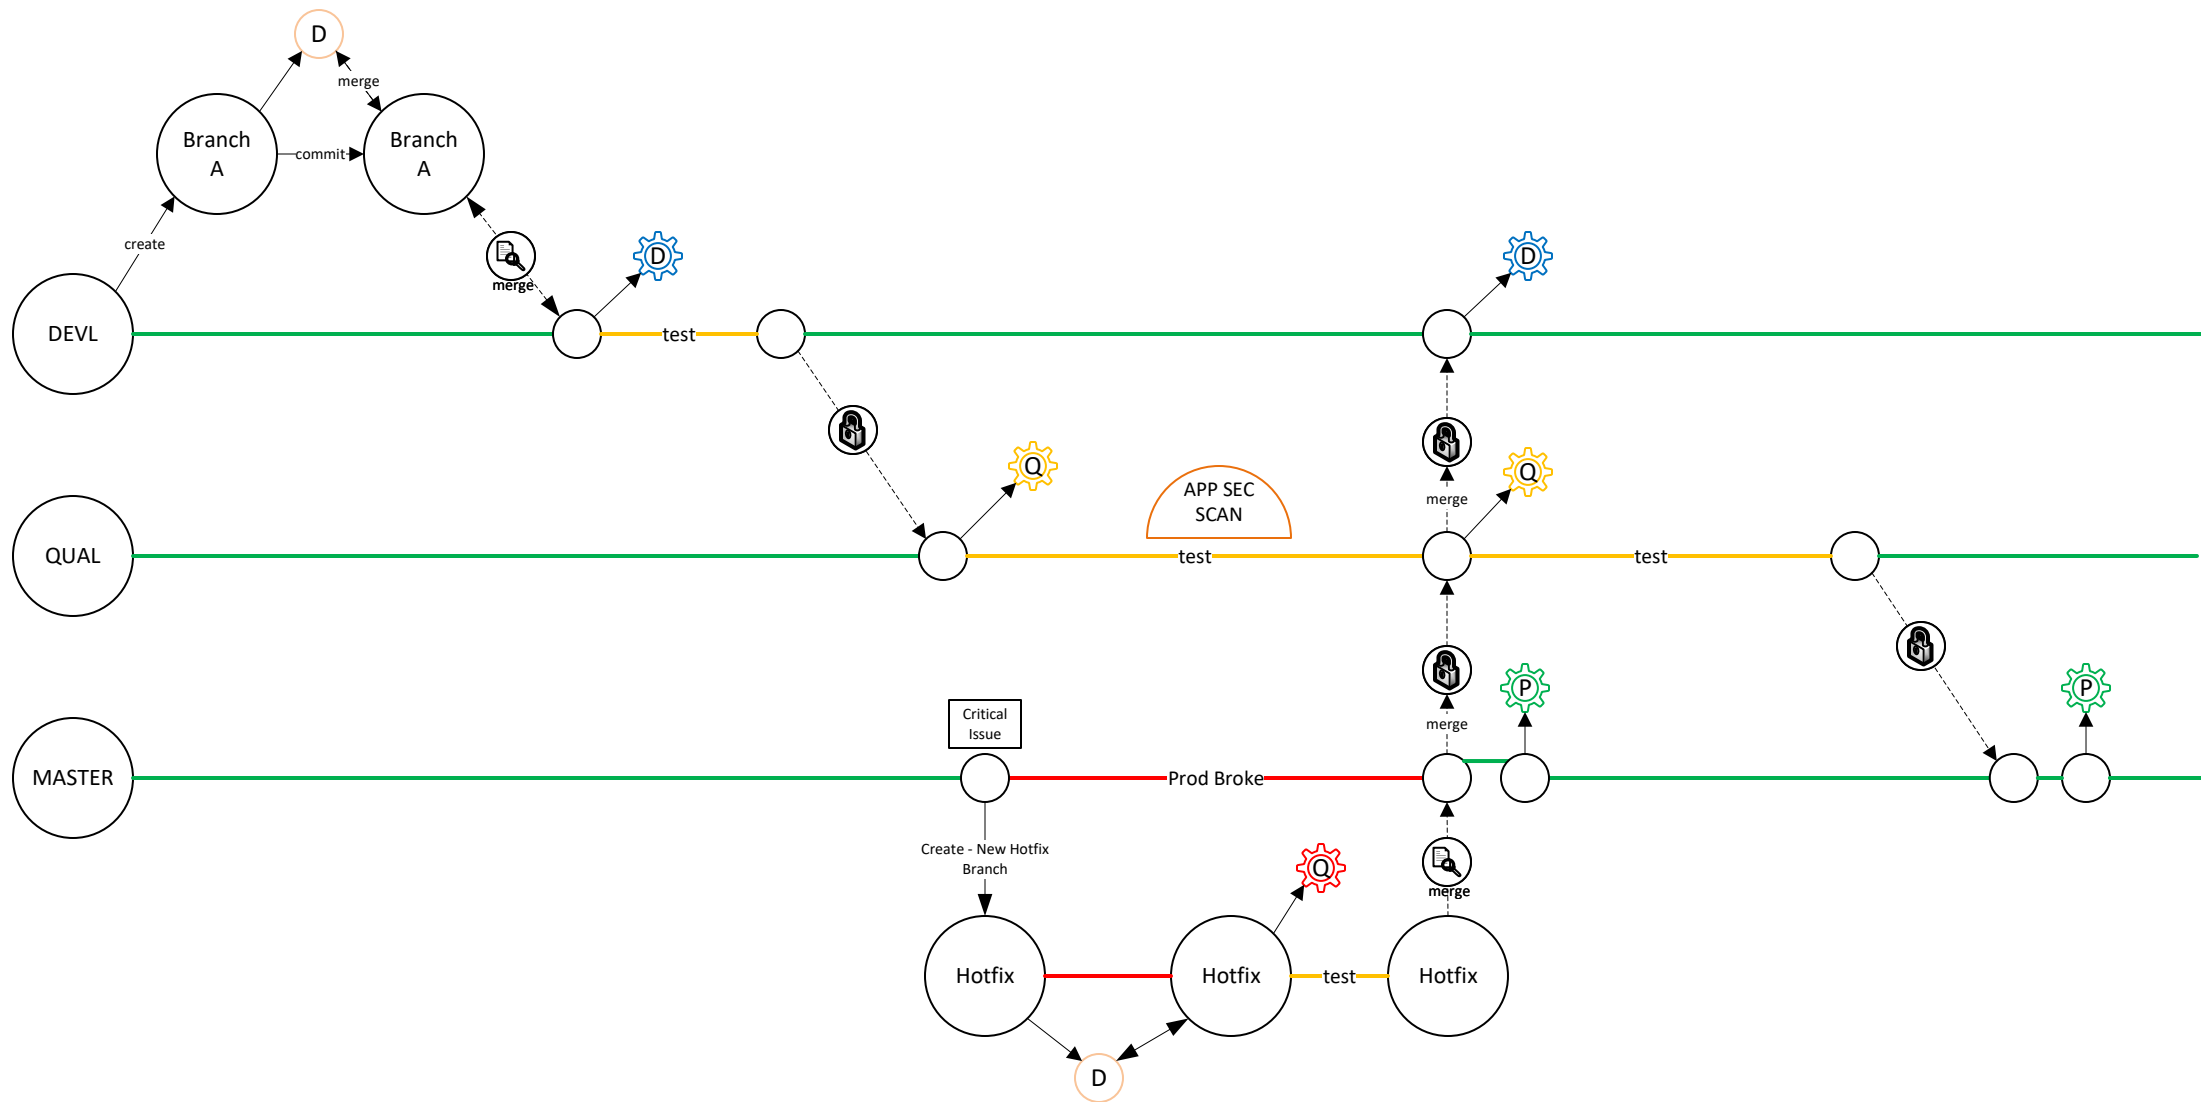 D
merge
Branch
A
commit
Branch
A
create
merge
D
D
DEVL
test
Q
APP SEC
SCAN
merge
Q
QUAL
test
test
Critical
Issue
merge
P
P
MASTER
Prod Broke
Create - New Hotfix
Branch
Q
merge
Hotfix
Hotfix
test
Hotfix
D